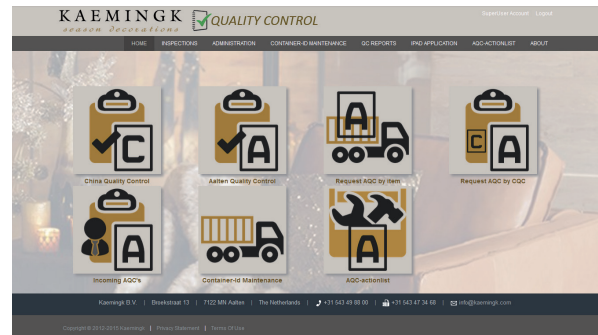 KAEMINGK QUALITY CONTROL
season decorations
SuperUser Account Logout
HOME INSPECTIONS ADMINISTRATION CONTAINER-ID MAINTENANCE QC REPORTS IPAD APPLICATION AQC-ACTIONLIST ABOUT
C A A C A
China Quality Control Aalten Quality Control Request AQC by Item Request AQC by CQC
A A
Incoming AQC's Container-id Maintenance AQC-actionlist
Kaemingk B.V. | Broekstaat 13 | 7122 MN Aalten | The Netherlands | +31 543 49 88 00 | +31 543 47 34 68 | info@kaemingk.com
Copyright © 2012-2015 Kaemingk | Privacy Statement | Terms Of Use